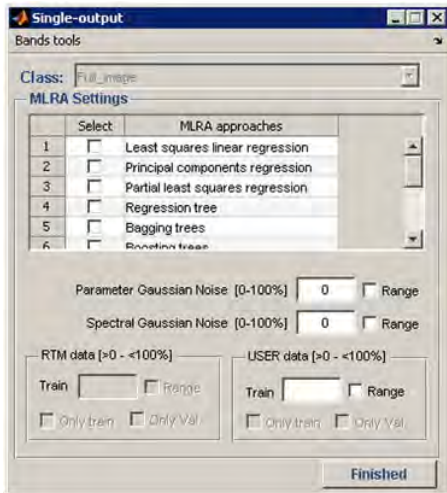 Single-output
Bands tools
Class: Full_image
MLRA Settings
Select MLRA approaches
1 Least squares linear regression
2 Principal components regression
3 Partial least squares regression
4 Regression tree
5 Bagging trees
6 Boosting trees
Parameter Gaussian Noise [0-100%] 0 Range
Spectral Gaussian Noise [0-100%] 0 Range
RTM data [>0 - <100%] USER data [>0 - <100%]
Train Range Train Range
Only train Only Val. Only train Only Val.
Finished